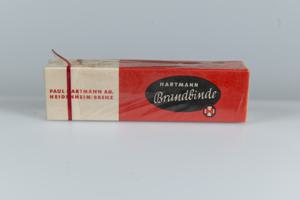 PAUL HARTMANN AG.
HEIDENHEIM/BRENZ
HARTMANN
Brandbinde